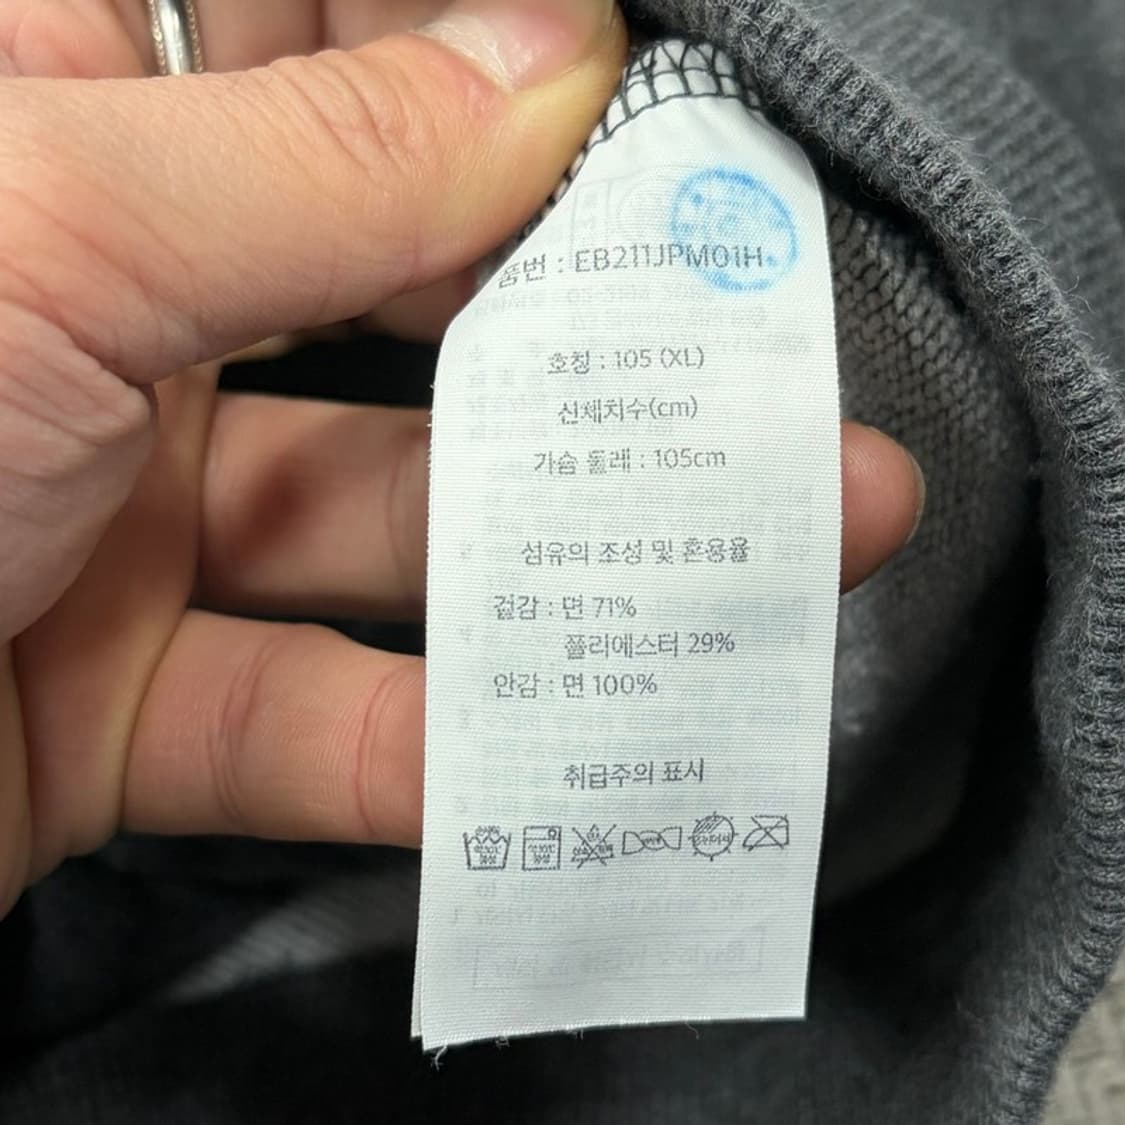 품번 : EB211JPM01H
호칭 : 105 (XL)
신체치수(cm)
가슴 둘레 : 105cm
섬유의 조성 및 혼용율
겉감 : 면 71%
폴리에스터 29%
안감 : 면 100%
취급주의 표시